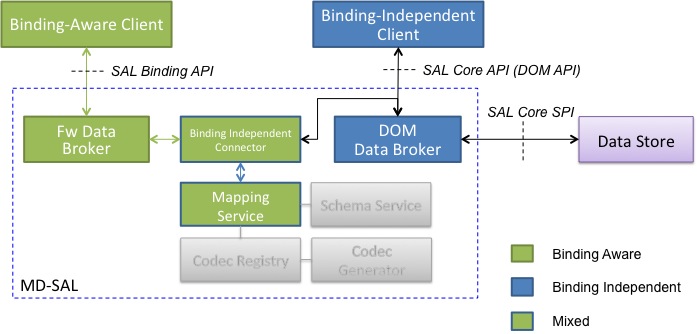 Binding-Aware Client
Binding-Independent
Client
SAL Binding API
SAL Core API (DOM API)
Fw Data
Broker
Binding Independent
Connector
DOM
Data Broker
SAL Core SPI
Data Store
Mapping
Service
Schema Service
Codec Registry
Codec
Generator
MD-SAL
Binding Aware
Binding Independent
Mixed